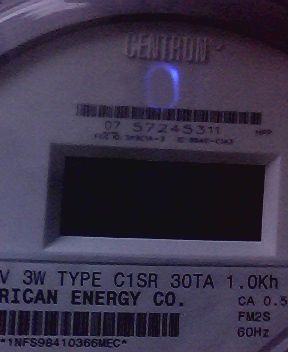 CENTRON
07 57245311
V 3W TYPE C1SR 30TA 1.0Kh
RICAN ENERGY CO. CA 0.5
FM2S
60Hz
*1NFS98410366MEC*